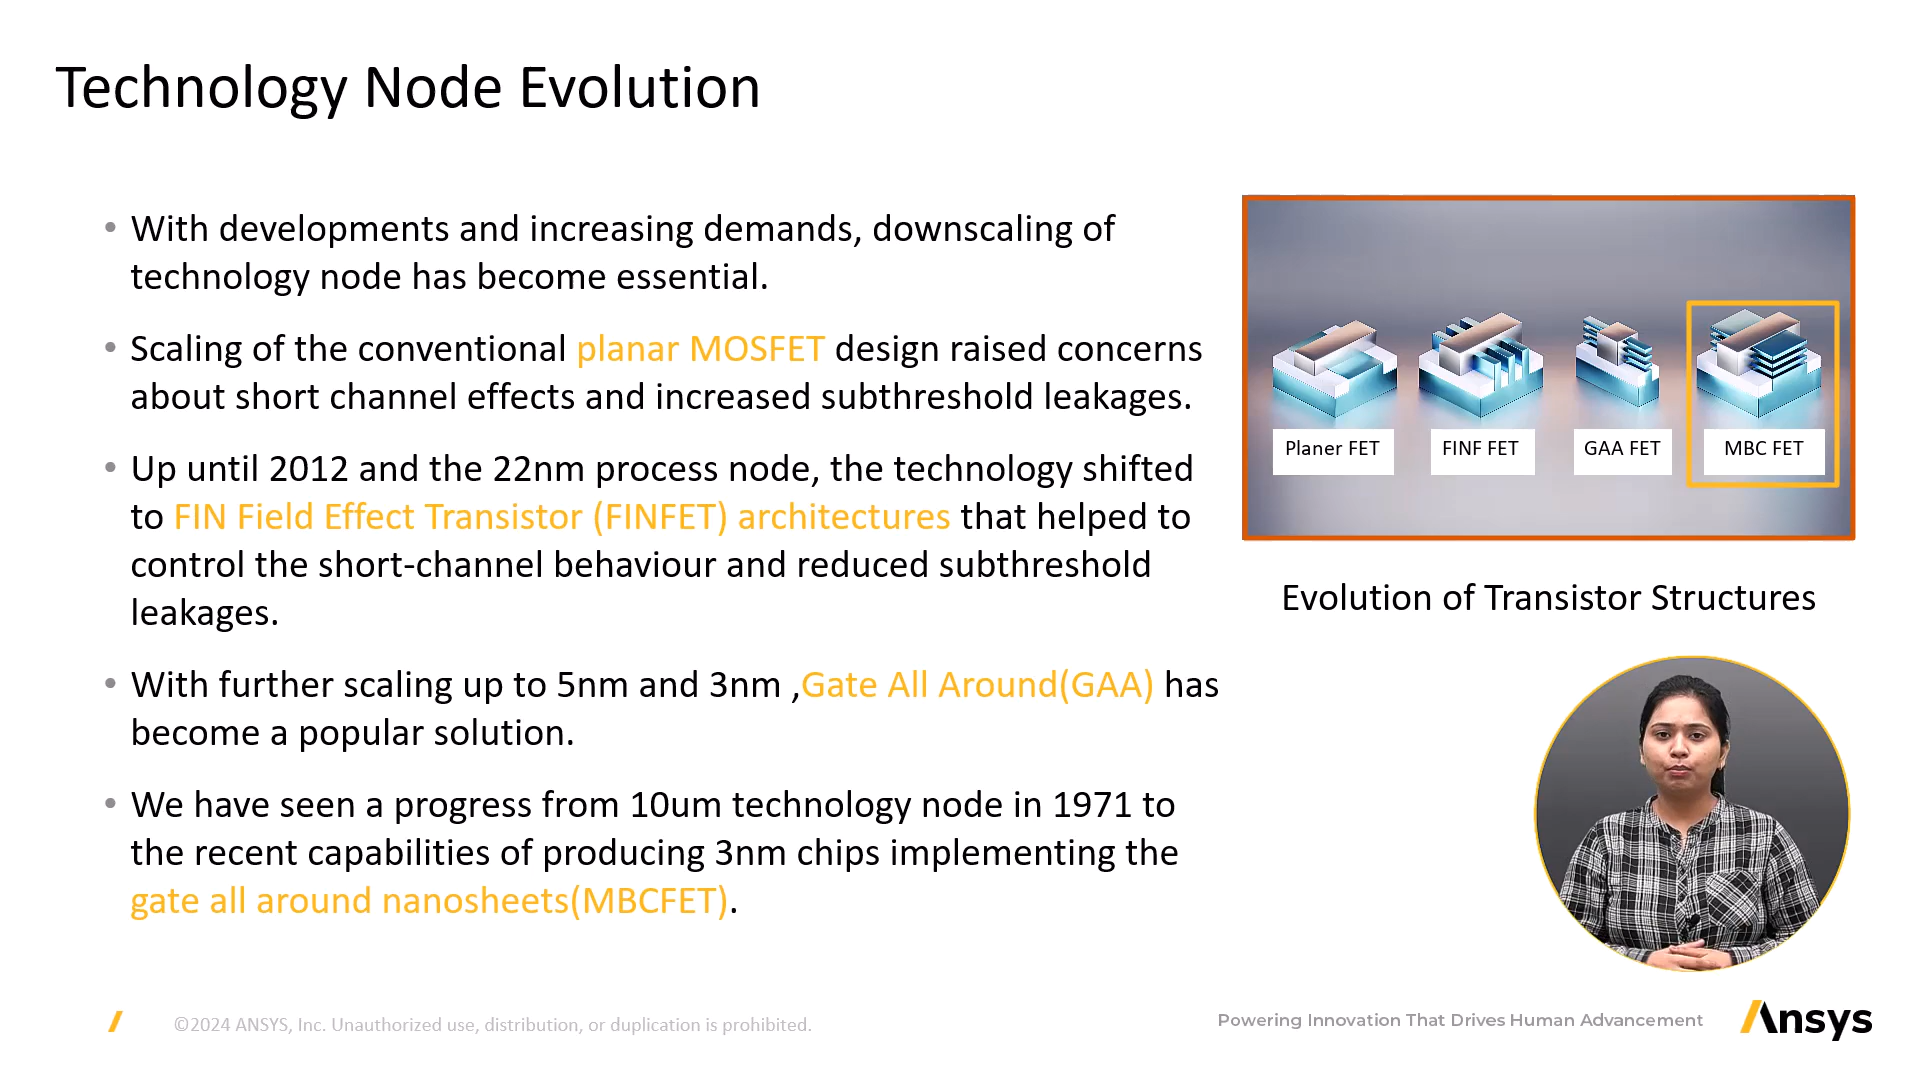 Technology Node Evolution
• With developments and increasing demands, downscaling of
technology node has become essential.
• Scaling of the conventional planar MOSFET design raised concerns
about short channel effects and increased subthreshold leakages.
• Up until 2012 and the 22nm process node, the technology shifted
to FIN Field Effect Transistor (FINFET) architectures that helped to
control the short-channel behaviour and reduced subthreshold
leakages.
• With further scaling up to 5nm and 3nm ,Gate All Around(GAA) has
become a popular solution.
• We have seen a progress from 10um technology node in 1971 to
the recent capabilities of producing 3nm chips implementing the
gate all around nanosheets(MBCFET).
Planer FET
FINF FET
GAA FET
MBC FET
Evolution of Transistor Structures
©2024 ANSYS, Inc. Unauthorized use, distribution, or duplication is prohibited.
Powering Innovation That Drives Human Advancement
Ansys